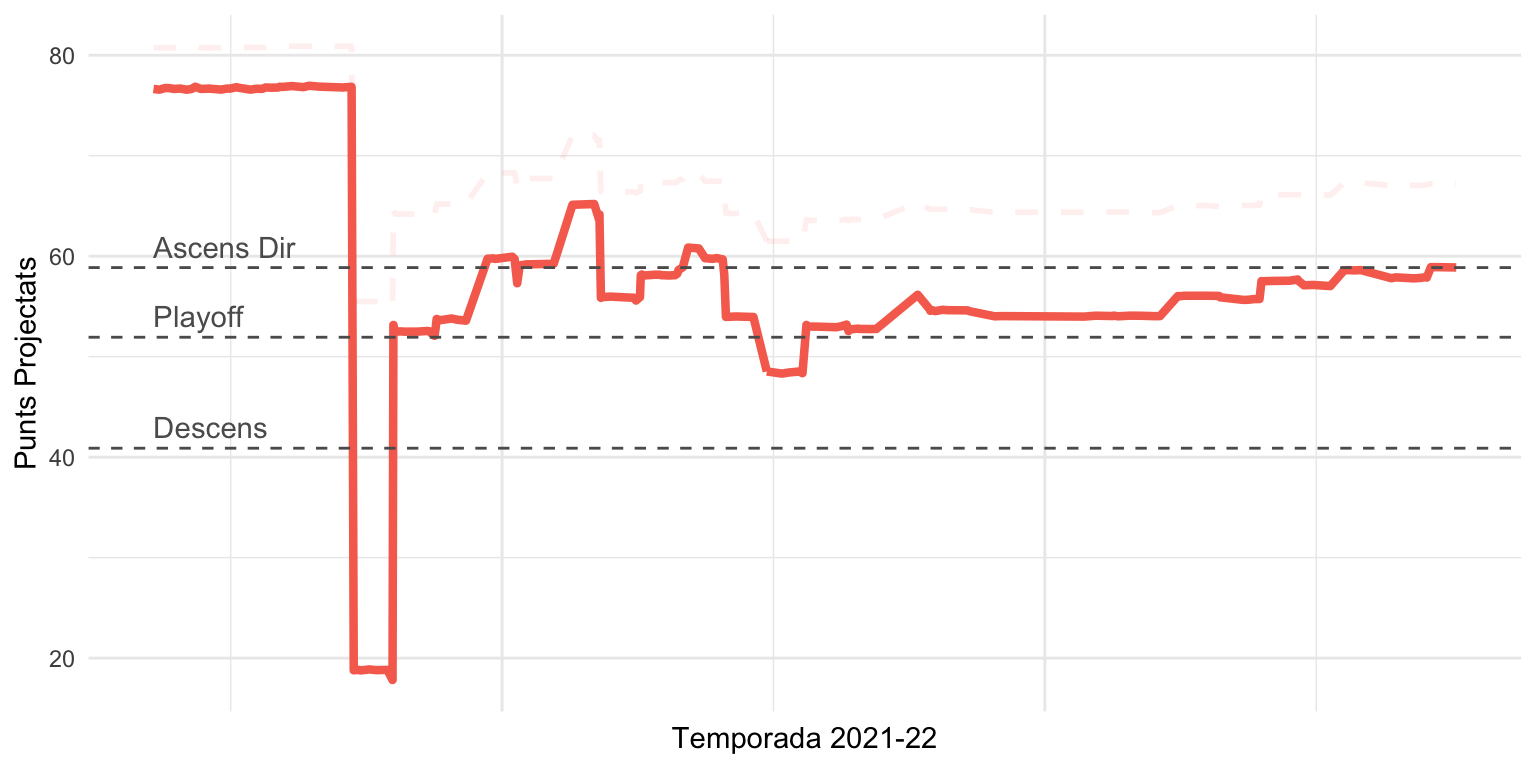 80
60
40
20
Punts Projectats
Ascens Dir
Playoff
Descens
Temporada 2021-22